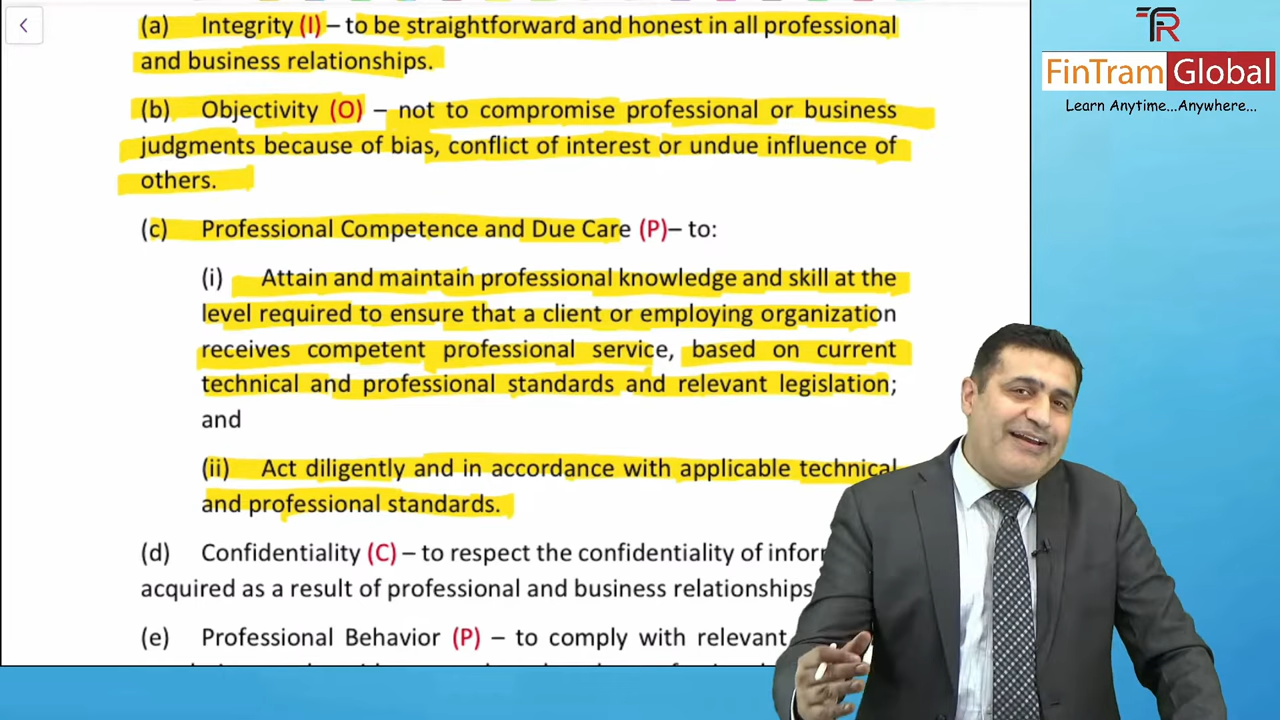 (a) Integrity (I) – to be straightforward and honest in all professional
and business relationships.
(b) Objectivity (O) – not to compromise professional or business
judgments because of bias, conflict of interest or undue influence of
others.
(c) Professional Competence and Due Care (P)– to:
(i) Attain and maintain professional knowledge and skill at the
level required to ensure that a client or employing organization
receives competent professional service, based on current
technical and professional standards and relevant legislation;
and
(ii) Act diligently and in accordance with applicable technical
and professional standards.
(d) Confidentiality (C) – to respect the confidentiality of infor
acquired as a result of professional and business relationships
(e) Professional Behavior (P) – to comply with relevant
TR
FinTram Global
Learn Anytime...Anywhere...